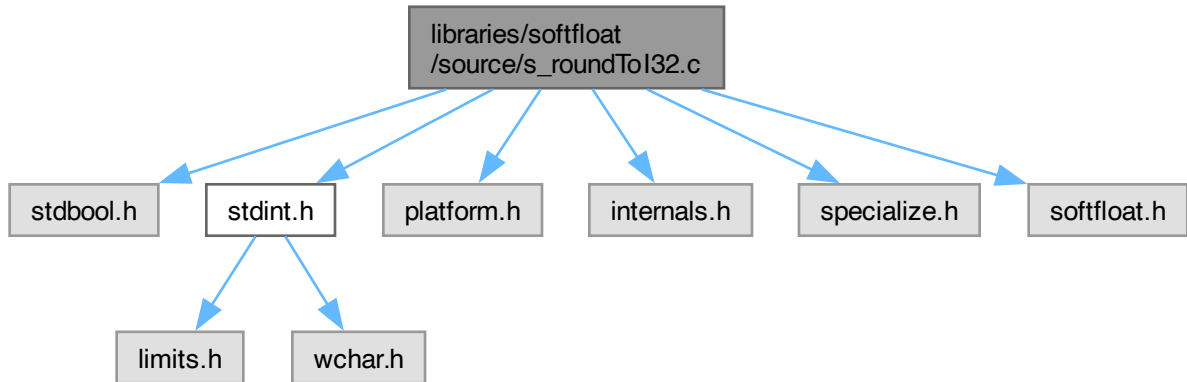 libraries/softfloat
/source/s_roundToI32.c
stdbool.h
stdint.h
platform.h
internals.h
specialize.h
softfloat.h
limits.h
wchar.h